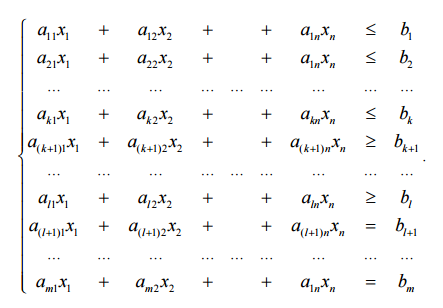 a₁₁x₁ + a₁₂x₂ + + a₁ₙxₙ ≤ b₁
a₂₁x₁ + a₂₂x₂ + + a₁ₙxₙ ≤ b₂
... ... ... ... ... ... ... ... ...
aₖ₁x₁ + aₖ₂x₂ + + aₖₙxₙ ≤ bₖ
a₍ₖ₊₁₎₁x₁ + a₍ₖ₊₁₎₂x₂ + + a₍ₖ₊₁₎ₙxₙ ≥ bₖ₊₁
... ... ... ... ... ... ... ... ...
aₗ₁x₁ + aₗ₂x₂ + + aₗₙxₙ ≥ bₗ
a₍ₗ₊₁₎₁x₁ + a₍ₗ₊₁₎₂x₂ + + a₍ₗ₊₁₎ₙxₙ = bₗ₊₁
... ... ... ... ... ... ... ... ...
aₘ₁x₁ + aₘ₂x₂ + + a₁ₙxₙ = bₘ